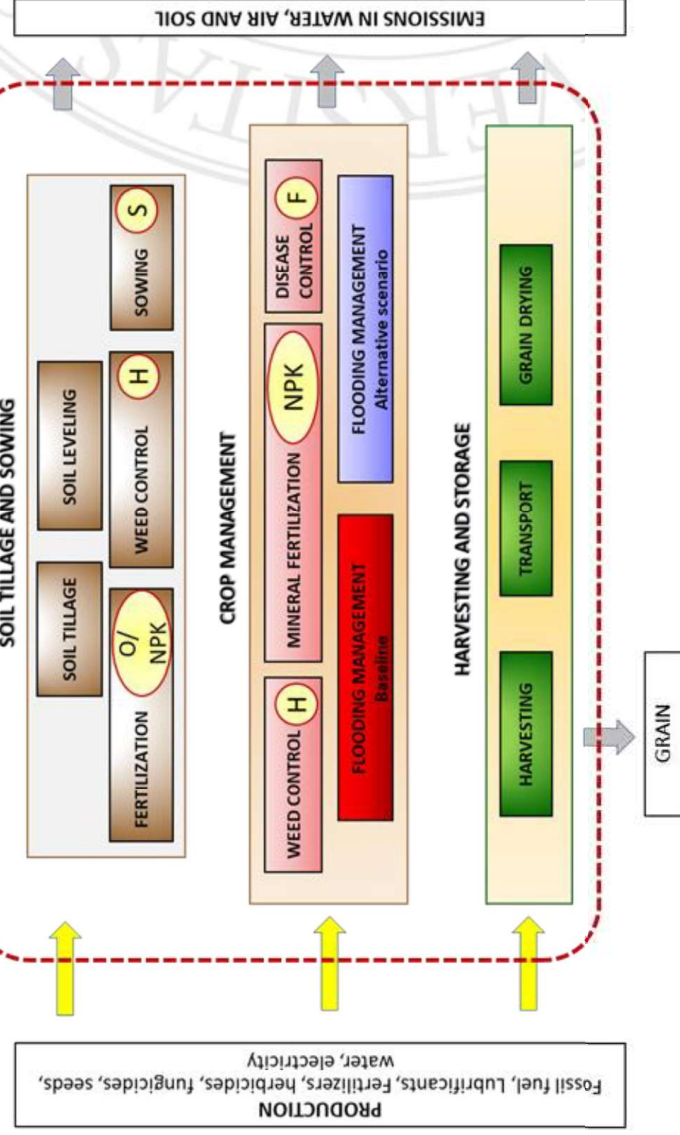 PRODUCTION
Fossil fuel, Lubrificants, Fertilizers, herbicides, fungicides, seeds,
water, electricity
SOIL TILLAGE AND SOWING
SOIL TILLAGE
SOIL LEVELING
FERTILIZATION
O/
NPK
WEED CONTROL
H
SOWING
S
CROP MANAGEMENT
WEED CONTROL
H
MINERAL FERTILIZATION
NPK
DISEASE
CONTROL
F
FLOODING MANAGEMENT
Baseline
FLOODING MANAGEMENT
Alternative scenario
HARVESTING AND STORAGE
HARVESTING
TRANSPORT
GRAIN DRYING
GRAIN
EMISSIONS IN WATER, AIR AND SOIL